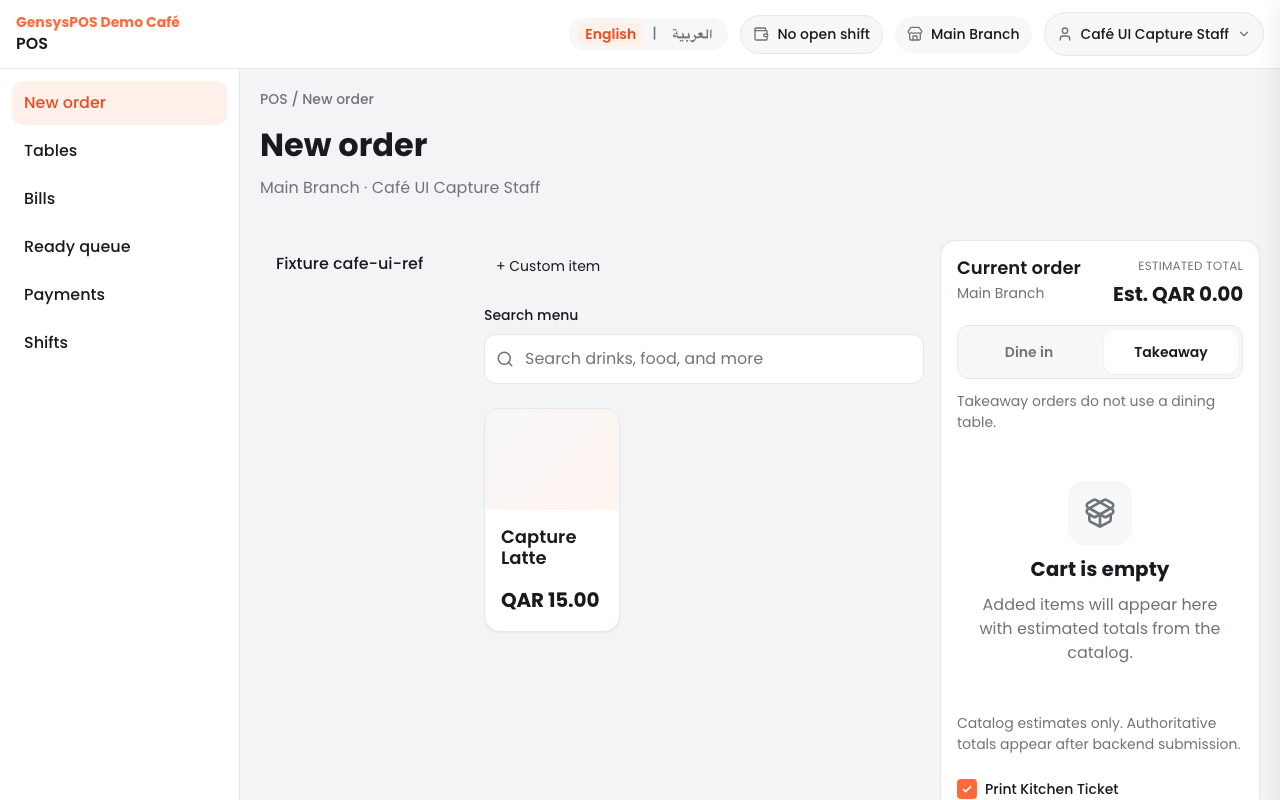 GensysPOS Demo Café
POS
English | العربية
No open shift
Main Branch
Café UI Capture Staff
New order
Tables
Bills
Ready queue
Payments
Shifts
POS / New order
New order
Main Branch · Café UI Capture Staff
Fixture cafe-ui-ref
+ Custom item
Search menu
Search drinks, food, and more
Capture
Latte
QAR 15.00
Current order
ESTIMATED TOTAL
Main Branch
Est. QAR 0.00
Dine in
Takeaway
Takeaway orders do not use a dining
table.
Cart is empty
Added items will appear here
with estimated totals from the
catalog.
Catalog estimates only. Authoritative
totals appear after backend submission.
Print Kitchen Ticket